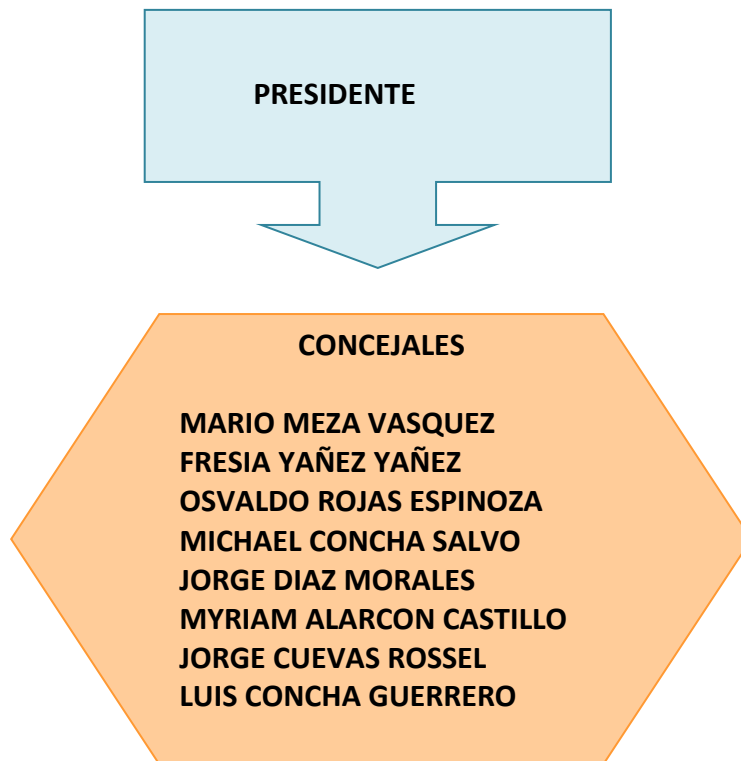 PRESIDENTE
CONCEJALES
MARIO MEZA VASQUEZ
FRESIA YAÑEZ YAÑEZ
OSVALDO ROJAS ESPINOZA
MICHAEL CONCHA SALVO
JORGE DIAZ MORALES
MYRIAM ALARCON CASTILLO
JORGE CUEVAS ROSSEL
LUIS CONCHA GUERRERO